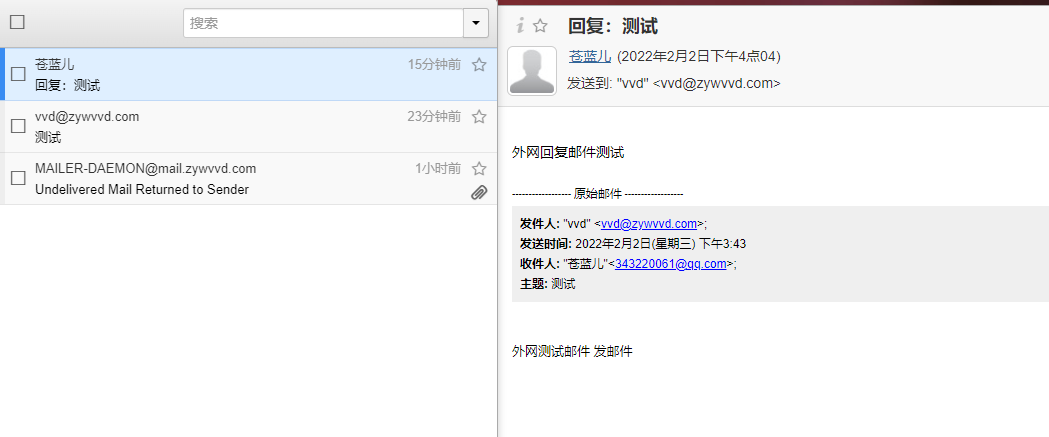 搜索
苍蓝儿 15分钟前
回复：测试
vvd@zywvvd.com 23分钟前
测试
MAILER-DAEMON@mail.zywvvd.com 1小时前
Undelivered Mail Returned to Sender
回复：测试
苍蓝儿 (2022年2月2日下午4点04)
发送到: "vvd" <vvd@zywvvd.com>
外网回复邮件测试
------------------ 原始邮件 ------------------
发件人: "vvd" <vvd@zywvvd.com>;
发送时间: 2022年2月2日(星期三) 下午3:43
收件人: "苍蓝儿"<343220061@qq.com>;
主题: 测试
外网测试邮件 发邮件